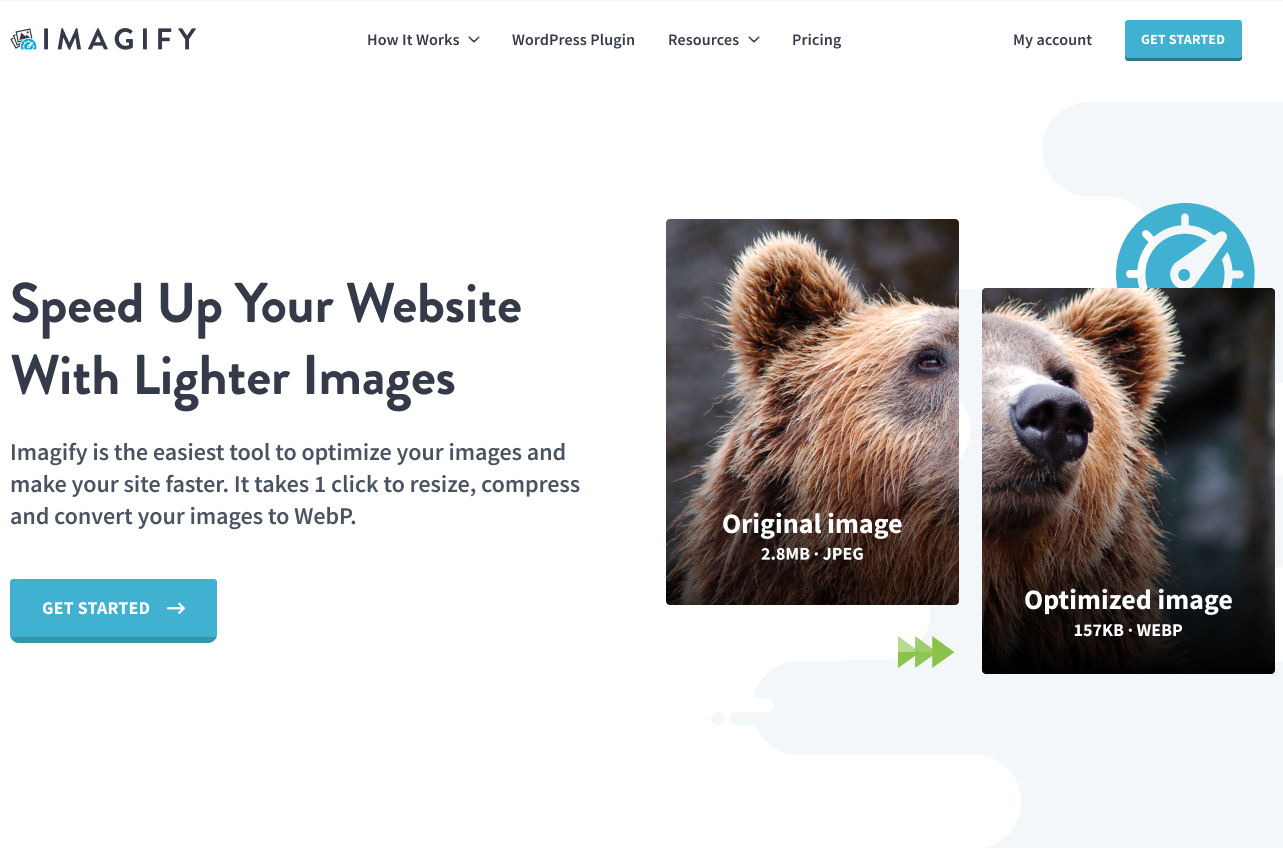 IMAGIFY
How It Works
WordPress Plugin
Resources
Pricing
My account
GET STARTED
Speed Up Your Website
With Lighter Images
Imagify is the easiest tool to optimize your images and
make your site faster. It takes 1 click to resize, compress
and convert your images to WebP.
GET STARTED
Original image
2.8MB · JPEG
Optimized image
157KB · WEBP